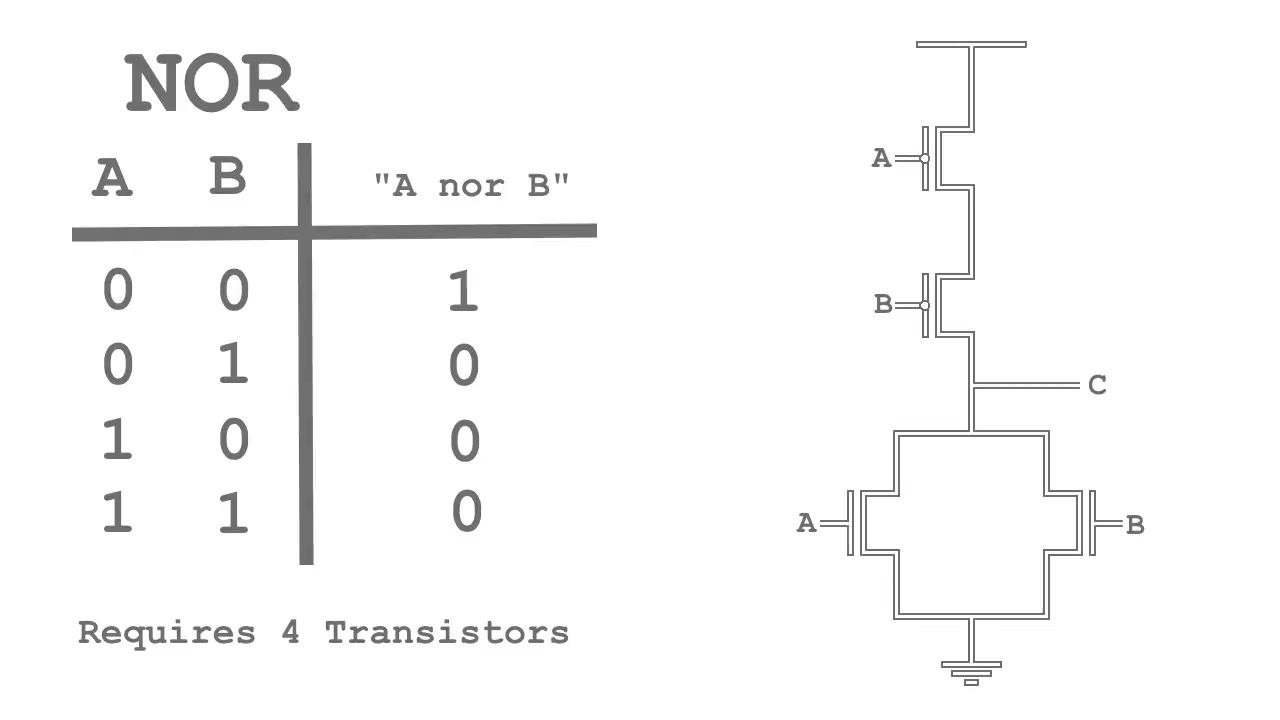 NOR
A B "A nor B"
0 0 1
0 1 0
1 0 0
1 1 0
Requires 4 Transistors
A
B
C
A B